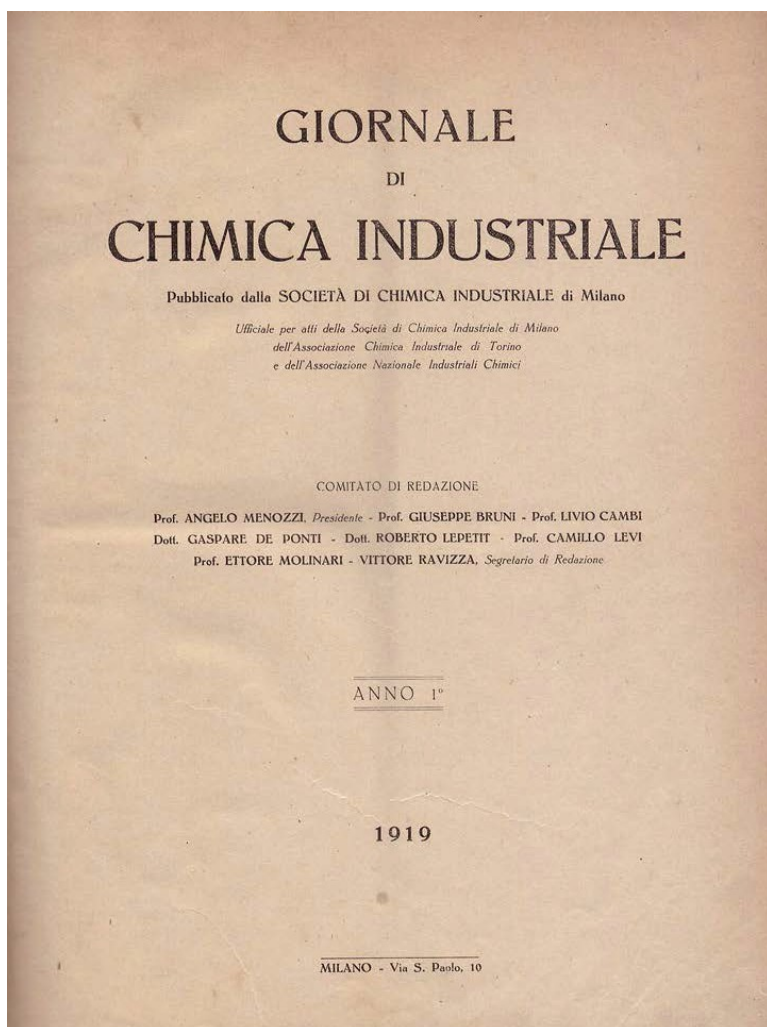 GIORNALE
DI
CHIMICA INDUSTRIALE
Pubblicato dalla SOCIETÀ DI CHIMICA INDUSTRIALE di Milano
Ufficiale per atti della Società di Chimica Industriale di Milano
dell'Associazione Chimica Industriale di Torino
e dell'Associazione Nazionale Industriali Chimici
COMITATO DI REDAZIONE
Prof. ANGELO MENOZZI, Presidente - Prof. GIUSEPPE BRUNI - Prof. LIVIO CAMBI
Dott. GASPARE DE PONTI - Dott. ROBERTO LEPETIT - Prof. CAMILLO LEVI
Prof. ETTORE MOLINARI - VITTORE RAVIZZA, Segretario di Redazione
ANNO 1º
1919
MILANO - Via S. Paolo, 10